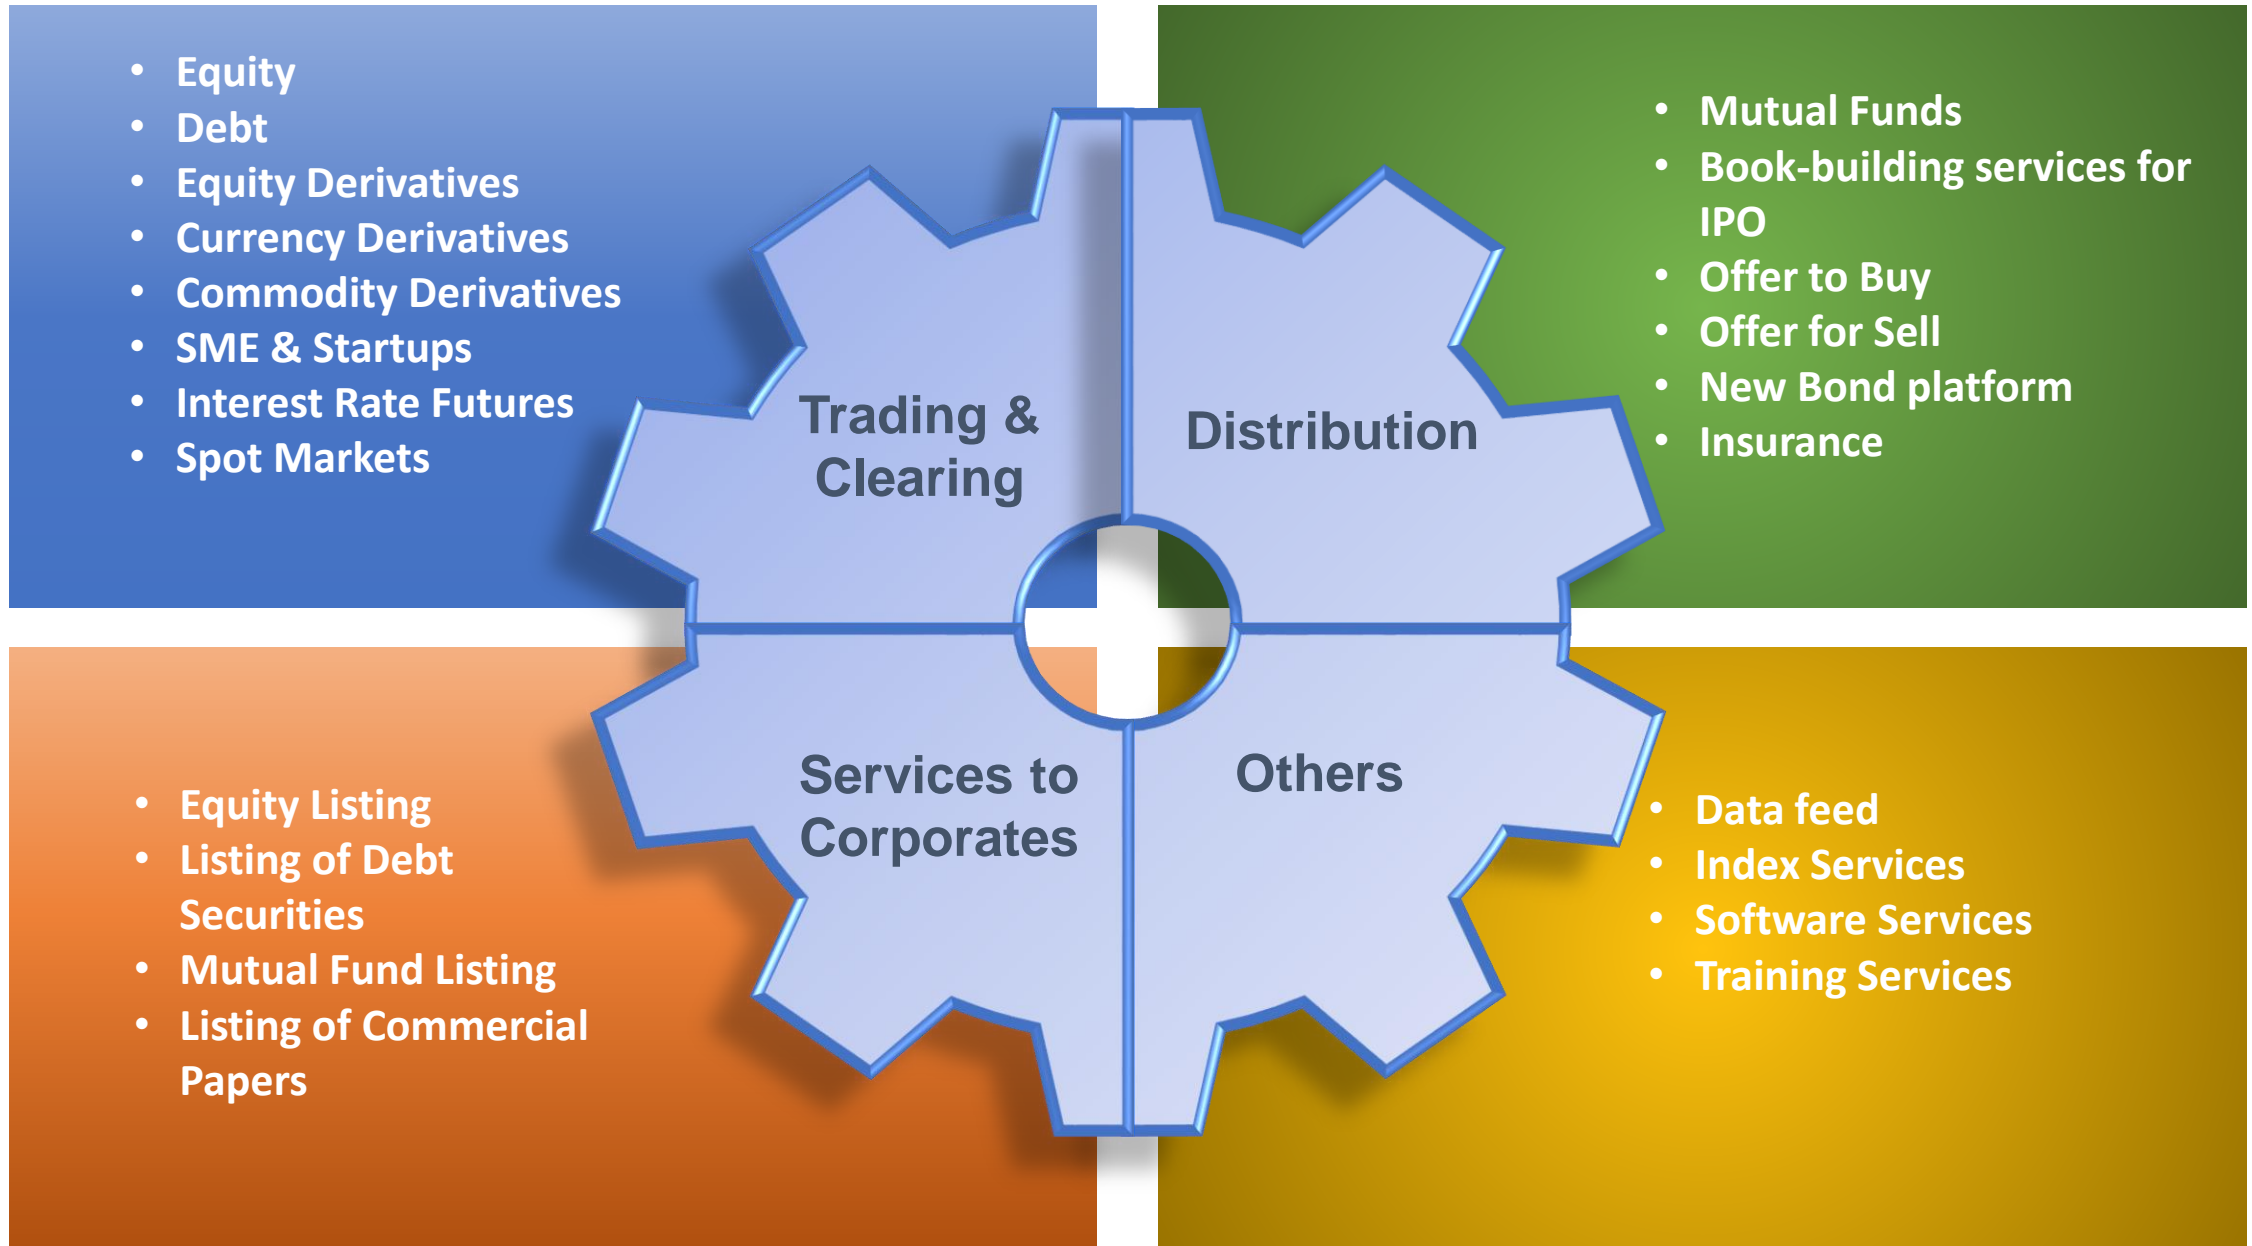 • Equity
• Debt
• Equity Derivatives
• Currency Derivatives
• Commodity Derivatives
• SME & Startups
• Interest Rate Futures
• Spot Markets
Trading &
Clearing
Distribution
• Mutual Funds
• Book-building services for
IPO
• Offer to Buy
• Offer for Sell
• New Bond platform
• Insurance
• Equity Listing
• Listing of Debt
Securities
• Mutual Fund Listing
• Listing of Commercial
Papers
Services to
Corporates
Others
• Data feed
• Index Services
• Software Services
• Training Services